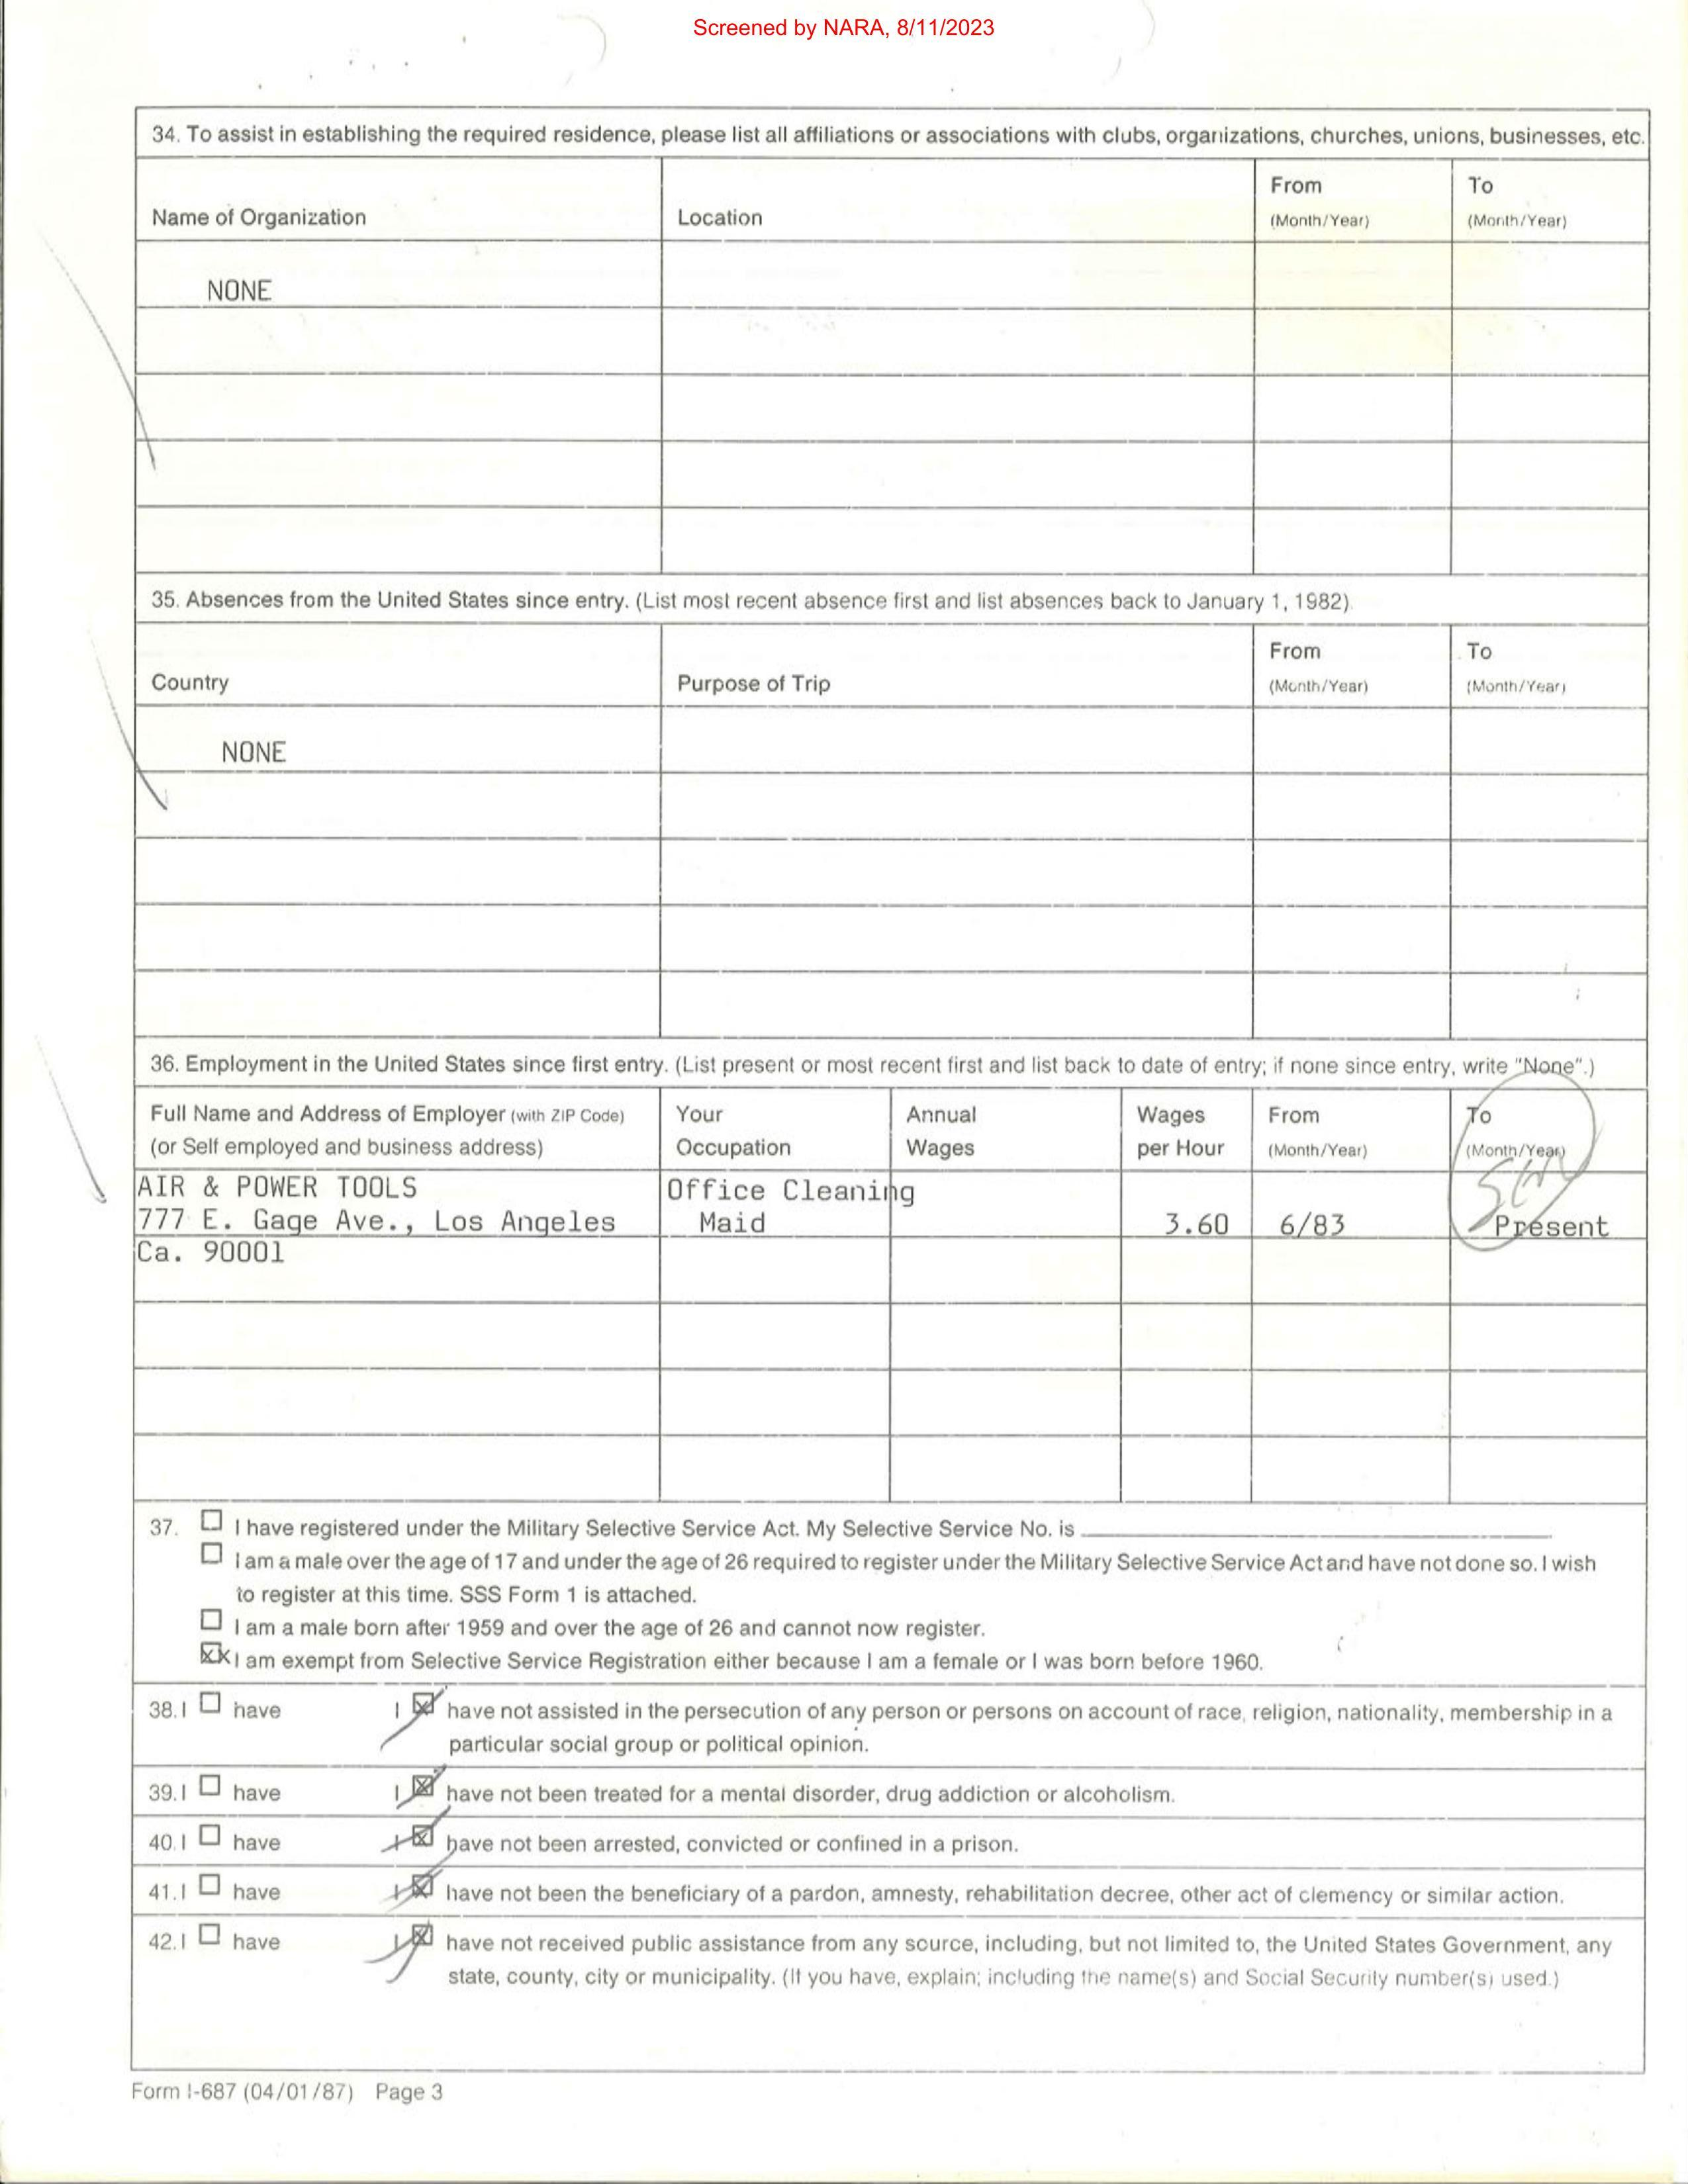 Screened by NARA, 8/11/2023
34. To assist in establishing the required residence, please list all affiliations or associations with clubs, organizations, churches, unions, businesses, etc.
Name of Organization Location From (Month/Year) To (Month/Year)
NONE
35. Absences from the United States since entry. (List most recent absence first and list absences back to January 1, 1982)
Country Purpose of Trip From (Month/Year) To (Month/Year)
NONE
36. Employment in the United States since first entry. (List present or most recent first and list back to date of entry; if none since entry, write "None".)
Full Name and Address of Employer (with ZIP Code) Your Annual Wages From To
(or Self employed and business address) Occupation Wages per Hour (Month/Year) (Month/Year)
AIR & POWER TOOLS Office Cleaning
777 E. Gage Ave., Los Angeles Maid 3.60 6/83 Present
Ca. 90001
37. I have registered under the Military Selective Service Act. My Selective Service No. is
I am a male over the age of 17 and under the age of 26 required to register under the Military Selective Service Act and have not done so. I wish
to register at this time. SSS Form 1 is attached.
I am a male born after 1959 and over the age of 26 and cannot now register.
XX I am exempt from Selective Service Registration either because I am a female or I was born before 1960.
38. I have I X have not assisted in the persecution of any person or persons on account of race, religion, nationality, membership in a
particular social group or political opinion.
39. I have I X have not been treated for a mental disorder, drug addiction or alcoholism.
40. I have I X have not been arrested, convicted or confined in a prison.
41. I have I X have not been the beneficiary of a pardon, amnesty, rehabilitation decree, other act of clemency or similar action.
42. I have I X have not received public assistance from any source, including, but not limited to, the United States Government, any
state, county, city or municipality. (If you have, explain; including the name(s) and Social Security number(s) used.)
Form I-687 (04/01/87) Page 3